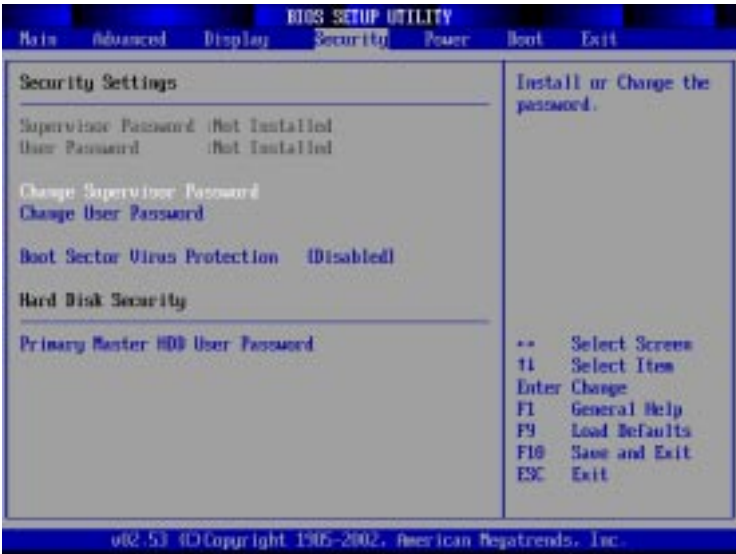 BIOS SETUP UTILITY
Main Advanced Display Security Power Boot Exit
Security Settings
Supervisor Password :Not Installed
User Password :Not Installed
Change Supervisor Password
Change User Password
Boot Sector Virus Protection [Disabled]
Hard Disk Security
Primary Master HDD User Password
Install or Change the
password.
↔ Select Screen
↑↓ Select Item
Enter Change
F1 General Help
F9 Load Defaults
F10 Save and Exit
ESC Exit
v02.53 (C)Copyright 1985-2002, American Megatrends, Inc.